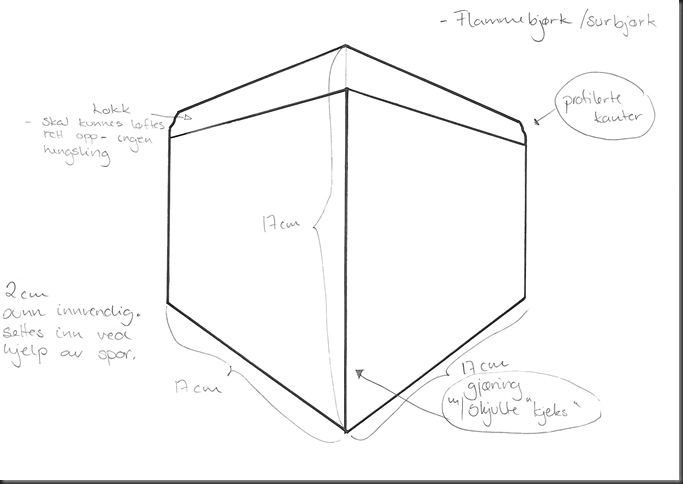 - Flammebjørk / surbjørk
profilerte
kanter
Lokk
- skal kunnes løftes
rett opp - ingen
hengsling
17 cm
2 cm
innvendig.
settes inn ved
hjelp av spor.
17 cm
17 cm
gjæring
m/ skjulte "kjeks"